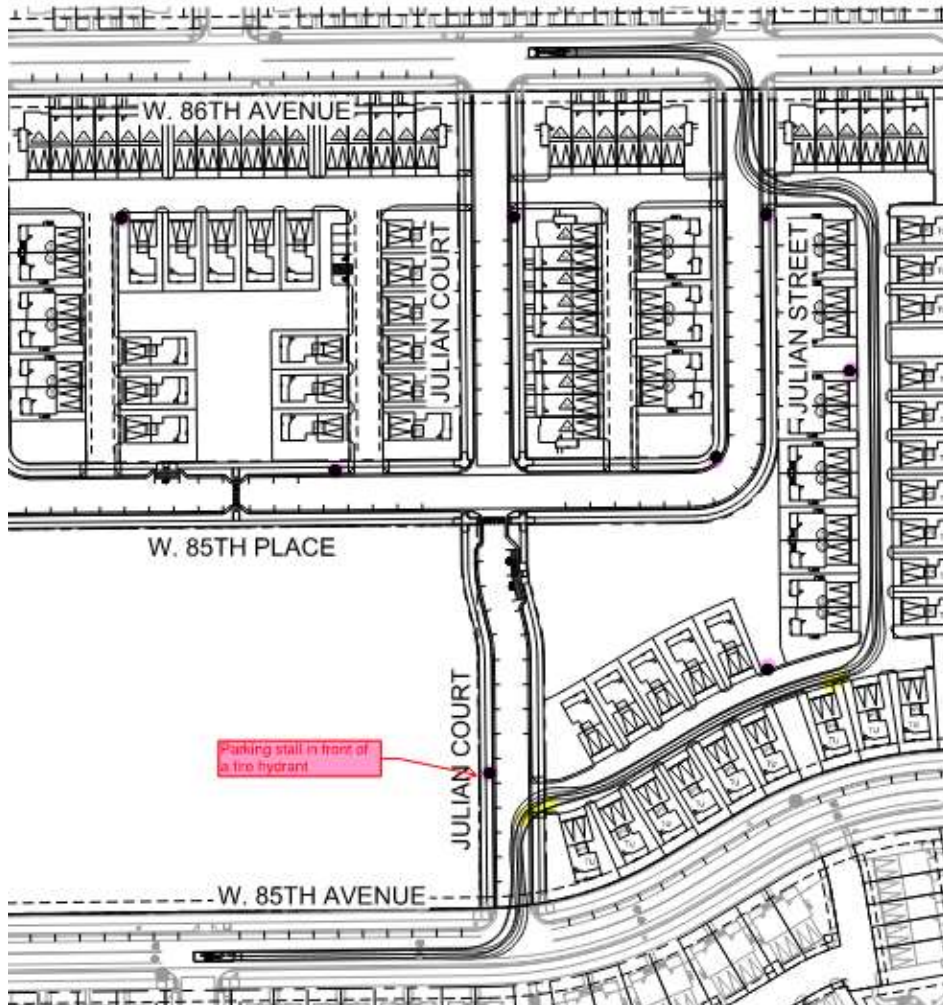 W. 86TH AVENUE
JULIAN COURT
JULIAN STREET
W. 85TH PLACE
JULIAN COURT
Parking stall in front of
a fire hydrant
W. 85TH AVENUE